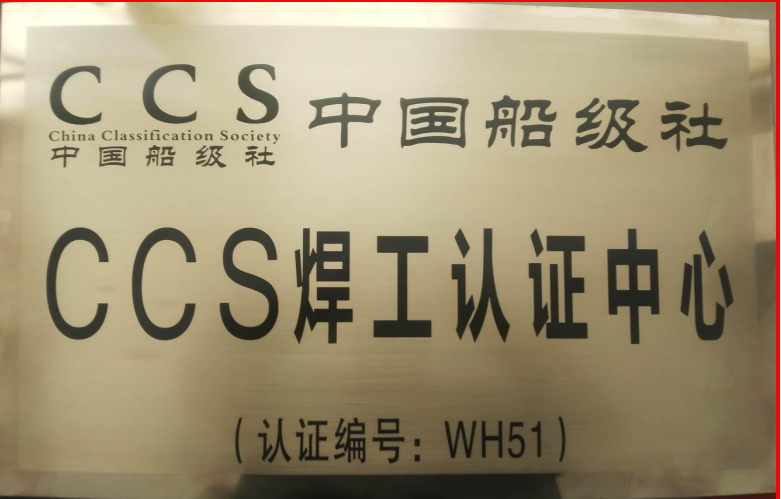 CCS
China Classification Society
中国船级社
中国船级社
CCS焊工认证中心
(认证编号：WH51)